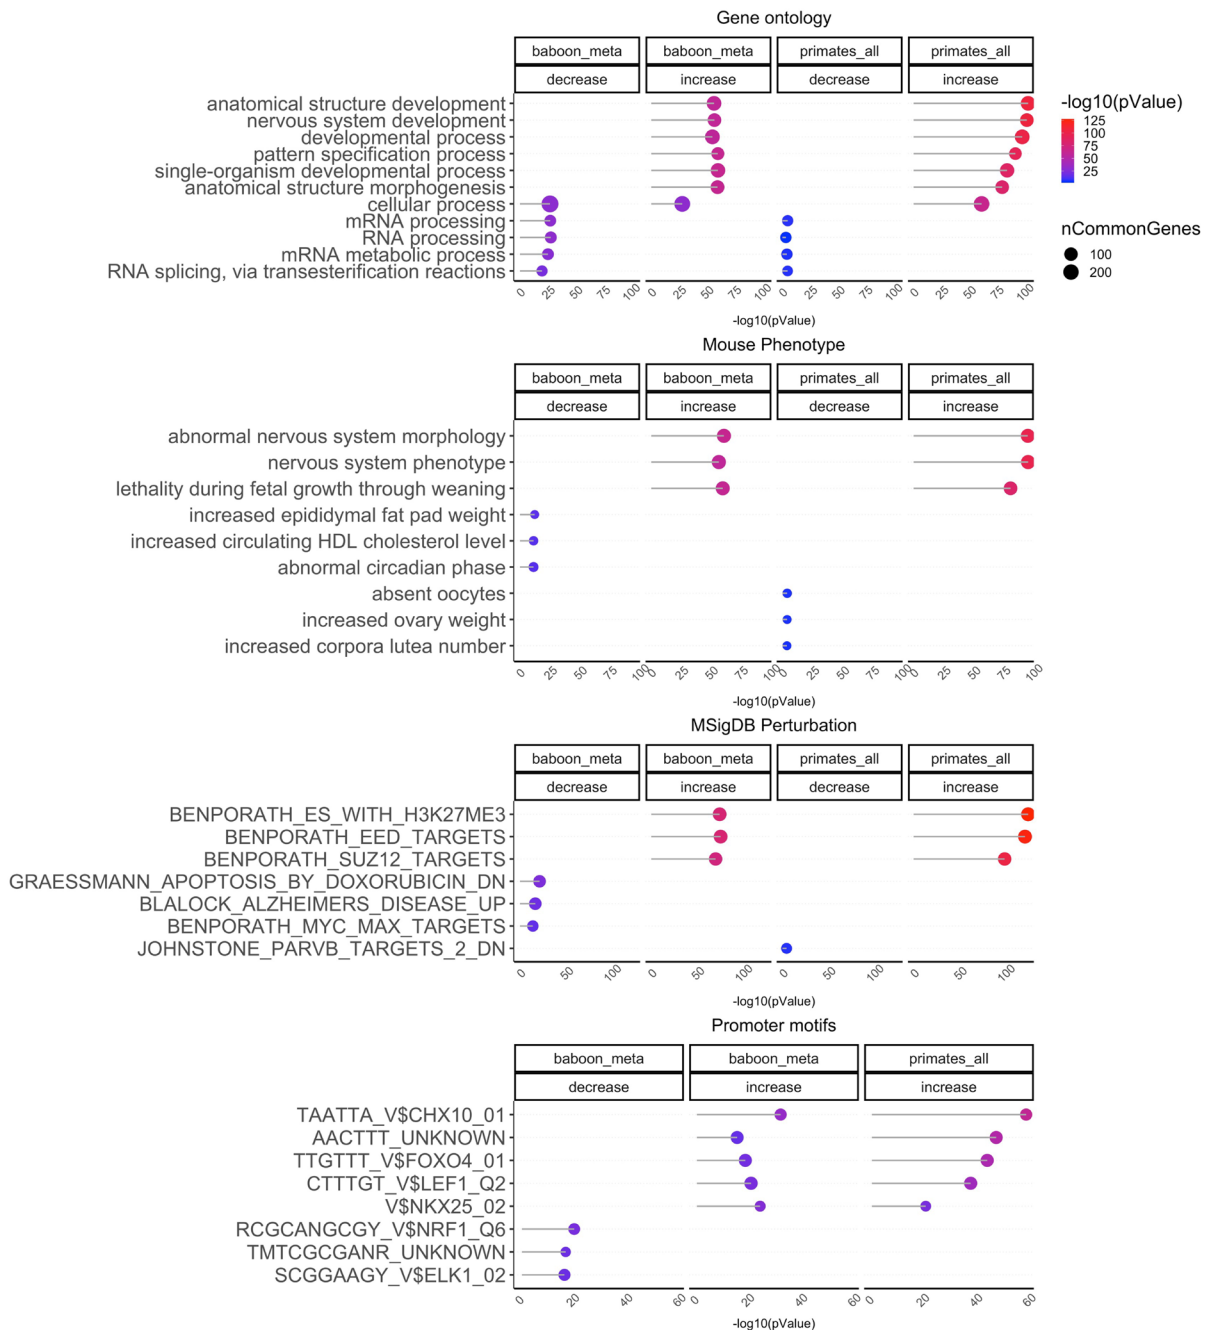 Gene ontology
baboon_meta baboon_meta primates_all primates_all
decrease increase decrease increase
anatomical structure development
nervous system development
developmental process
pattern specification process
single-organism developmental process
anatomical structure morphogenesis
cellular process
mRNA processing
RNA processing
mRNA metabolic process
RNA splicing, via transesterification reactions
0 25 50 75 100 0 25 50 75 100 0 25 50 75 100 0 25 50 75 100
-log10(pValue)
-log10(pValue)
125
100
75
50
25
nCommonGenes
100
200
Mouse Phenotype
baboon_meta baboon_meta primates_all primates_all
decrease increase decrease increase
abnormal nervous system morphology
nervous system phenotype
lethality during fetal growth through weaning
increased epididymal fat pad weight
increased circulating HDL cholesterol level
abnormal circadian phase
absent oocytes
increased ovary weight
increased corpora lutea number
0 25 50 75 100 0 25 50 75 100 0 25 50 75 100 0 25 50 75 100
-log10(pValue)
MSigDB Perturbation
baboon_meta baboon_meta primates_all primates_all
decrease increase decrease increase
BENPORATH_ES_WITH_H3K27ME3
BENPORATH_EED_TARGETS
BENPORATH_SUZ12_TARGETS
GRAESSMANN_APOPTOSIS_BY_DOXORUBICIN_DN
BLALOCK_ALZHEIMERS_DISEASE_UP
BENPORATH_MYC_MAX_TARGETS
JOHNSTONE_PARVB_TARGETS_2_DN
0 50 100 0 50 100 0 50 100 0 50 100
-log10(pValue)
Promoter motifs
baboon_meta baboon_meta primates_all
decrease increase increase
TAATTA_V$CHX10_01
AACTTT_UNKNOWN
TTGTTT_V$FOXO4_01
CTTTGT_V$LEF1_Q2
V$NKX25_02
RCGCANGCGY_V$NRF1_Q6
TMTCGCGANR_UNKNOWN
SCGGAAGY_V$ELK1_02
0 20 40 60 0 20 40 60 0 20 40 60
-log10(pValue)